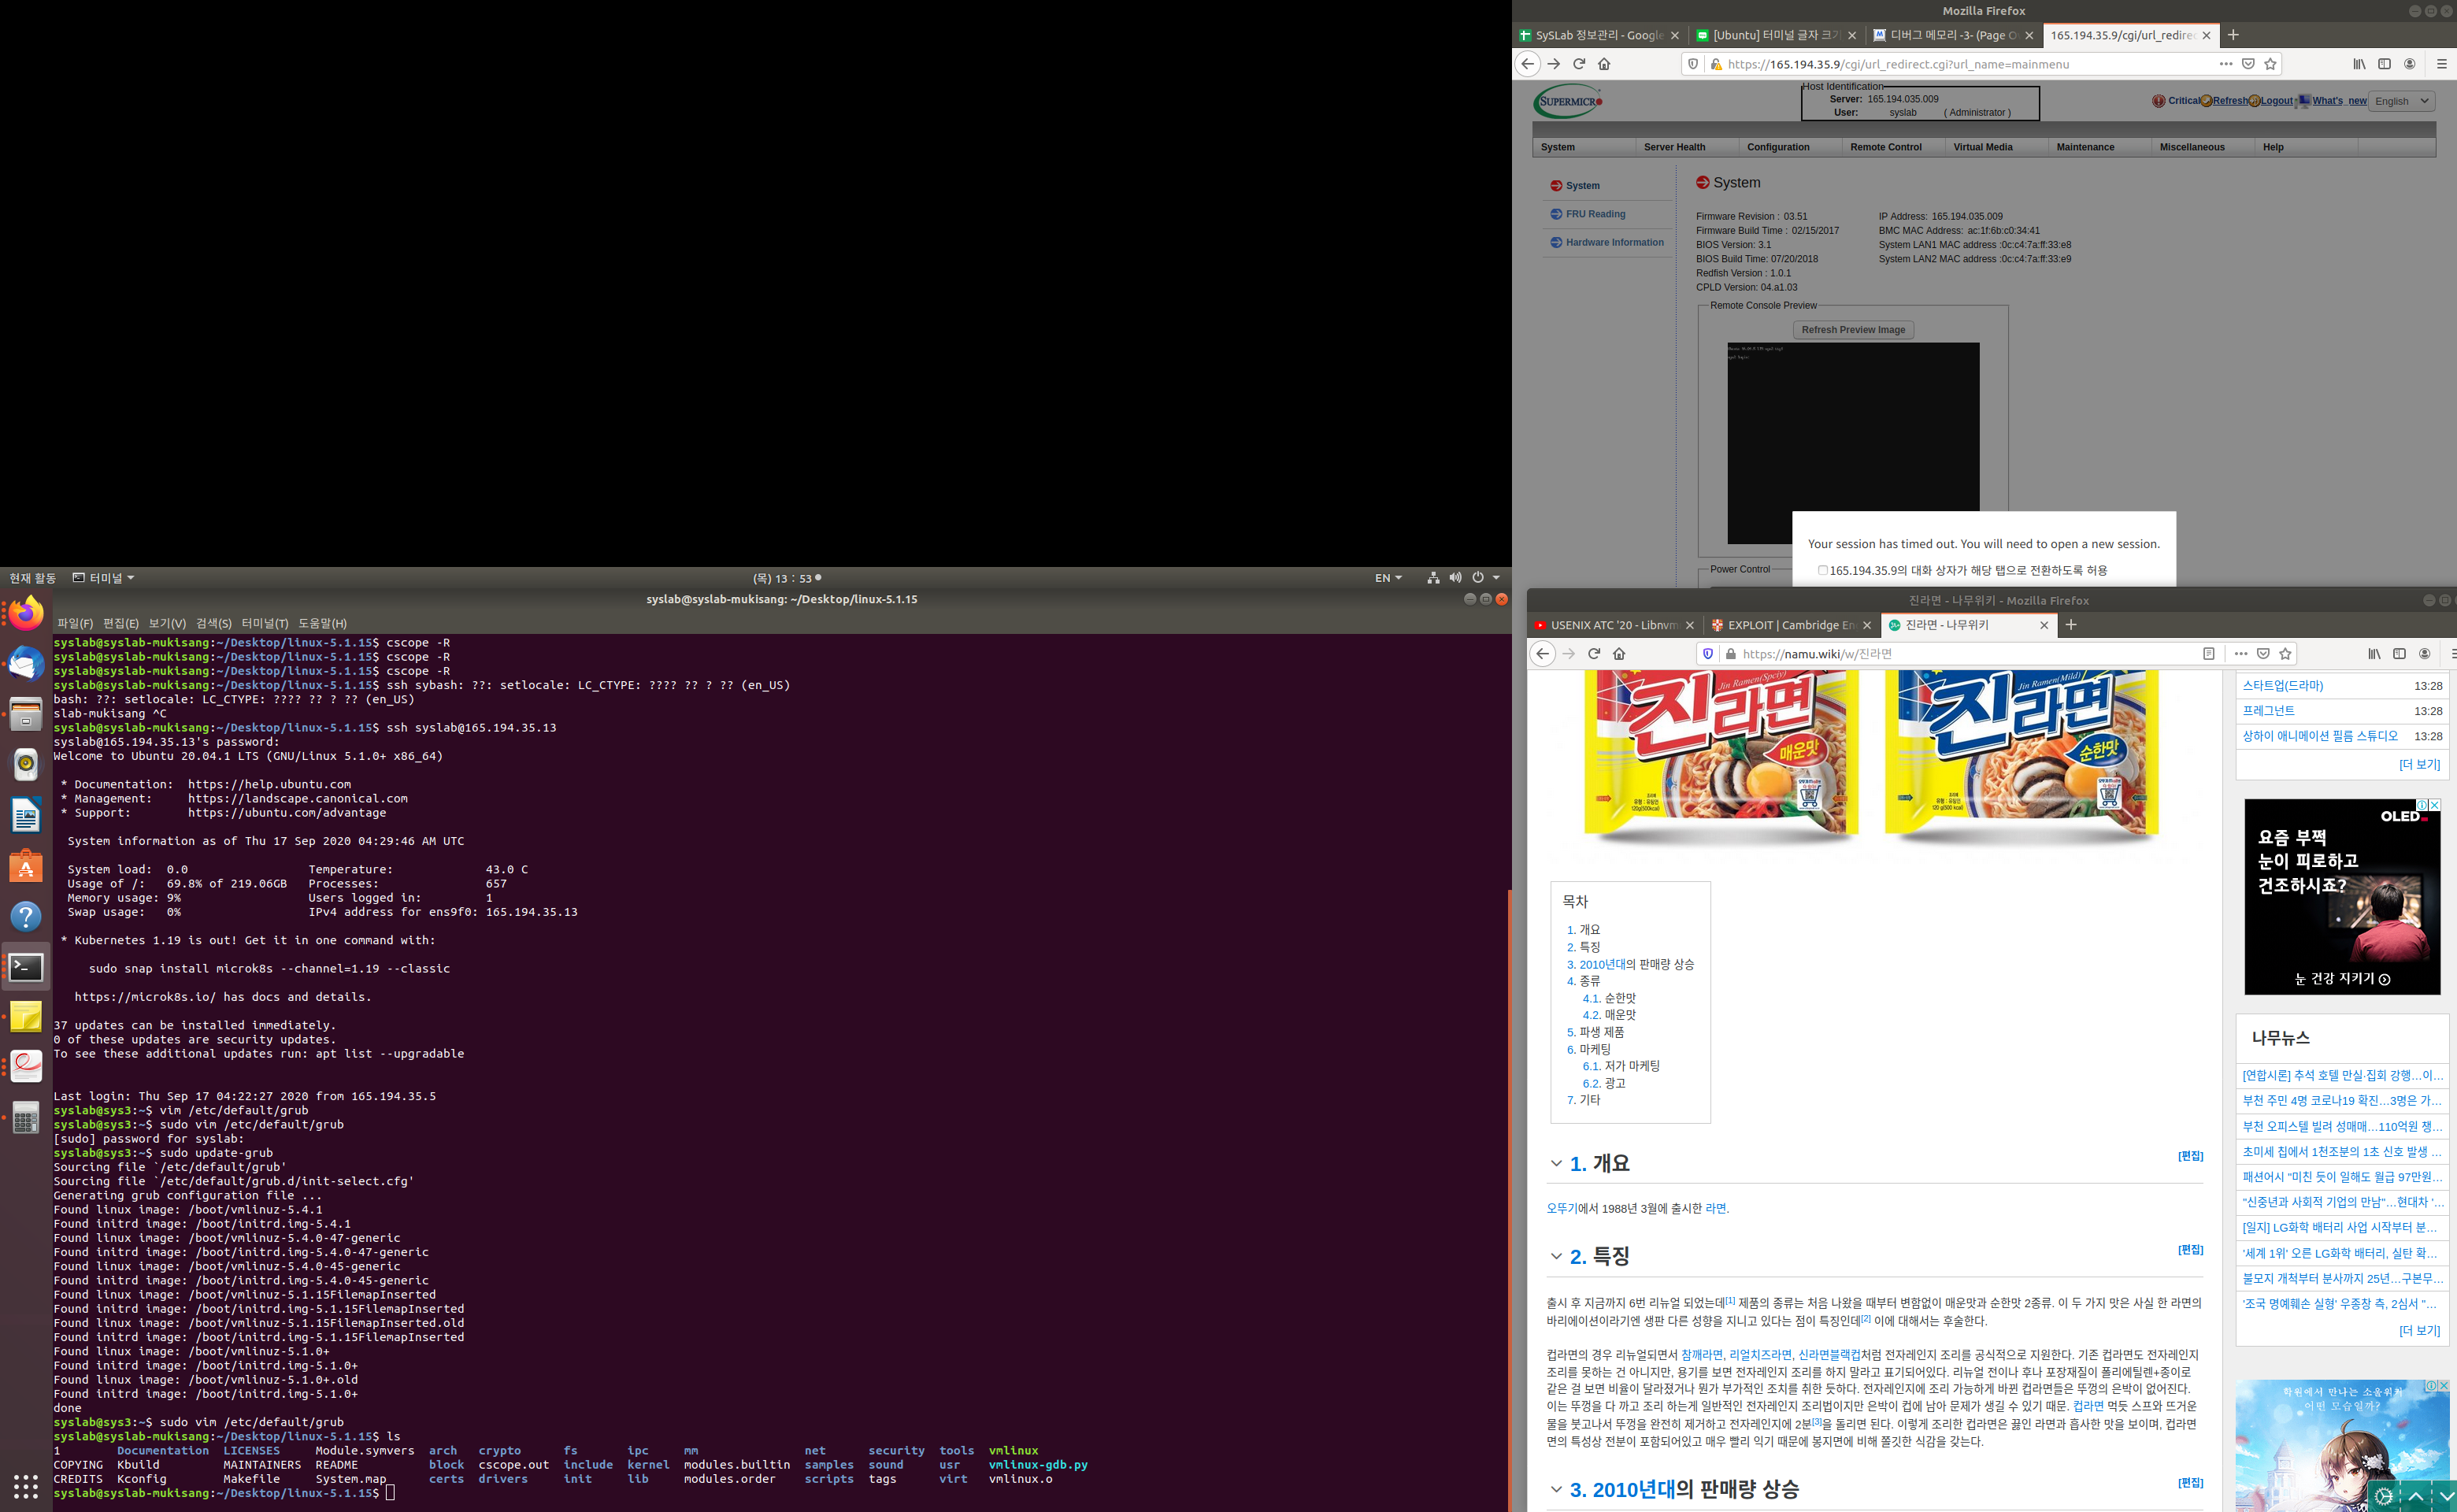 현재 활동
터미널
(목) 13 : 53
EN
syslab@syslab-mukisang: ~/Desktop/linux-5.1.15
파일(F) 편집(E) 보기(V) 검색(S) 터미널(T) 도움말(H)
syslab@syslab-mukisang:~/Desktop/linux-5.1.15$ cscope -R
syslab@syslab-mukisang:~/Desktop/linux-5.1.15$ cscope -R
syslab@syslab-mukisang:~/Desktop/linux-5.1.15$ cscope -R
syslab@syslab-mukisang:~/Desktop/linux-5.1.15$ ssh sybash: ??: setlocale: LC_CTYPE: ???? ?? ? ?? (en_US)
bash: ??: setlocale: LC_CTYPE: ???? ?? ? ?? (en_US)
slab-mukisang ^C
syslab@syslab-mukisang:~/Desktop/linux-5.1.15$ ssh syslab@165.194.35.13
syslab@165.194.35.13's password:
Welcome to Ubuntu 20.04.1 LTS (GNU/Linux 5.1.0+ x86_64)
* Documentation:  https://help.ubuntu.com
* Management:     https://landscape.canonical.com
* Support:        https://ubuntu.com/advantage
System information as of Thu 17 Sep 2020 04:29:46 AM UTC
System load:  0.0                 Temperature:             43.0 C
Usage of /:   69.8% of 219.06GB   Processes:               657
Memory usage: 9%                  Users logged in:         1
Swap usage:   0%                  IPv4 address for ens9f0: 165.194.35.13
* Kubernetes 1.19 is out! Get it in one command with:
sudo snap install microk8s --channel=1.19 --classic
https://microk8s.io/ has docs and details.
37 updates can be installed immediately.
0 of these updates are security updates.
To see these additional updates run: apt list --upgradable
Last login: Thu Sep 17 04:22:27 2020 from 165.194.35.5
syslab@sys3:~$ vim /etc/default/grub
syslab@sys3:~$ sudo vim /etc/default/grub
[sudo] password for syslab:
syslab@sys3:~$ sudo update-grub
Sourcing file `/etc/default/grub'
Sourcing file `/etc/default/grub.d/init-select.cfg'
Generating grub configuration file ...
Found linux image: /boot/vmlinuz-5.4.1
Found initrd image: /boot/initrd.img-5.4.1
Found linux image: /boot/vmlinuz-5.4.0-47-generic
Found initrd image: /boot/initrd.img-5.4.0-47-generic
Found linux image: /boot/vmlinuz-5.4.0-45-generic
Found initrd image: /boot/initrd.img-5.4.0-45-generic
Found linux image: /boot/vmlinuz-5.1.15FilemapInserted
Found initrd image: /boot/initrd.img-5.1.15FilemapInserted
Found linux image: /boot/vmlinuz-5.1.15FilemapInserted.old
Found initrd image: /boot/initrd.img-5.1.15FilemapInserted
Found linux image: /boot/vmlinuz-5.1.0+
Found initrd image: /boot/initrd.img-5.1.0+
Found linux image: /boot/vmlinuz-5.1.0+.old
Found initrd image: /boot/initrd.img-5.1.0+
done
syslab@sys3:~$ sudo vim /etc/default/grub
syslab@syslab-mukisang:~/Desktop/linux-5.1.15$ ls
1        Documentation  LICENSES     Module.symvers  arch   crypto      fs       ipc     mm               net      security  tools  vmlinux
COPYING  Kbuild         MAINTAINERS  README          block  cscope.out  include  kernel  modules.builtin  samples  sound     usr    vmlinux-gdb.py
CREDITS  Kconfig        Makefile     System.map      certs  drivers     init     lib     modules.order    scripts  tags      virt   vmlinux.o
syslab@syslab-mukisang:~/Desktop/linux-5.1.15$
Mozilla Firefox
SySLab 정보관리 - Google
[Ubuntu] 터미널 글자 크기
디버그 메모리 -3- (Page O
165.194.35.9/cgi/url_redirec
https://165.194.35.9/cgi/url_redirect.cgi?url_name=mainmenu
SUPERMICRO
Host Identification
Server: 165.194.035.009
User: syslab ( Administrator )
Critical Refresh Logout What's new English
System Server Health Configuration Remote Control Virtual Media Maintenance Miscellaneous Help
System
FRU Reading
Hardware Information
System
Firmware Revision : 03.51
Firmware Build Time : 02/15/2017
BIOS Version: 3.1
BIOS Build Time: 07/20/2018
Redfish Version : 1.0.1
CPLD Version: 04.a1.03
IP Address: 165.194.035.009
BMC MAC Address: ac:1f:6b:c0:34:41
System LAN1 MAC address :0c:c4:7a:ff:33:e8
System LAN2 MAC address :0c:c4:7a:ff:33:e9
Remote Console Preview
Refresh Preview Image
Your session has timed out. You will need to open a new session.
165.194.35.9의 대화 상자가 해당 탭으로 전환하도록 허용
Power Control
진라면 - 나무위키 - Mozilla Firefox
USENIX ATC '20 - Libnvm
EXPLOIT | Cambridge En
진라면 - 나무위키
https://namu.wiki/w/진라면
Jin Ramen(Spciy)
진라면
매운맛
Jin Ramen(Mild)
진라면
순한맛
목차
1. 개요
2. 특징
3. 2010년대의 판매량 상승
4. 종류
4.1. 순한맛
4.2. 매운맛
5. 파생 제품
6. 마케팅
6.1. 저가 마케팅
6.2. 광고
7. 기타
1. 개요
[편집]
오뚜기에서 1988년 3월에 출시한 라면.
2. 특징
[편집]
출시 후 지금까지 6번 리뉴얼 되었는데[1] 제품의 종류는 처음 나왔을 때부터 변함없이 매운맛과 순한맛 2종류. 이 두 가지 맛은 사실 한 라면의
바리에이션이라기엔 생판 다른 성향을 지니고 있다는 점이 특징인데[2] 이에 대해서는 후술한다.
컵라면의 경우 리뉴얼되면서 참깨라면, 리얼치즈라면, 신라면블랙컵처럼 전자레인지 조리를 공식적으로 지원한다. 기존 컵라면도 전자레인지
조리를 못하는 건 아니지만, 용기를 보면 전자레인지 조리를 하지 말라고 표기되어있다. 리뉴얼 전이나 후나 포장재질이 폴리에틸렌+종이로
같은 걸 보면 비율이 달라졌거나 뭔가 부가적인 조치를 취한 듯하다. 전자레인지에 조리 가능하게 바뀐 컵라면들은 뚜껑의 은박이 없어진다.
이는 뚜껑을 다 까고 조리 하는게 일반적인 전자레인지 조리법이지만 은박이 컵에 남아 문제가 생길 수 있기 때문. 컵라면 먹듯 스프와 뜨거운
물을 붓고나서 뚜껑을 완전히 제거하고 전자레인지에 2분[3]을 돌리면 된다. 이렇게 조리한 컵라면은 끓인 라면과 흡사한 맛을 보이며, 컵라면
면의 특성상 전분이 포함되어있고 매우 빨리 익기 때문에 봉지면에 비해 쫄깃한 식감을 갖는다.
3. 2010년대의 판매량 상승
[편집]
스타트업(드라마) 13:28
프레그넌트 13:28
상하이 애니메이션 필름 스튜디오 13:28
[더 보기]
OLED
요즘 부쩍
눈이 피로하고
건조하시죠?
눈 건강 지키기
나무뉴스
[연합시론] 추석 호텔 만실·집회 강행…이…
부천 주민 4명 코로나19 확진…3명은 가…
부천 오피스텔 빌려 성매매…110억원 챙…
초미세 칩에서 1천조분의 1초 신호 발생 …
패션어시 "미친 듯이 일해도 월급 97만원…
"신중년과 사회적 기업의 만남"…현대차 '…
[일지] LG화학 배터리 사업 시작부터 분…
'세계 1위' 오른 LG화학 배터리, 실탄 확…
불모지 개척부터 분사까지 25년…구본무…
'조국 명예훼손 실형' 우종창 측, 2심서 "…
[더 보기]
학원에서 만나는 소울워커
어떤 모습일까?